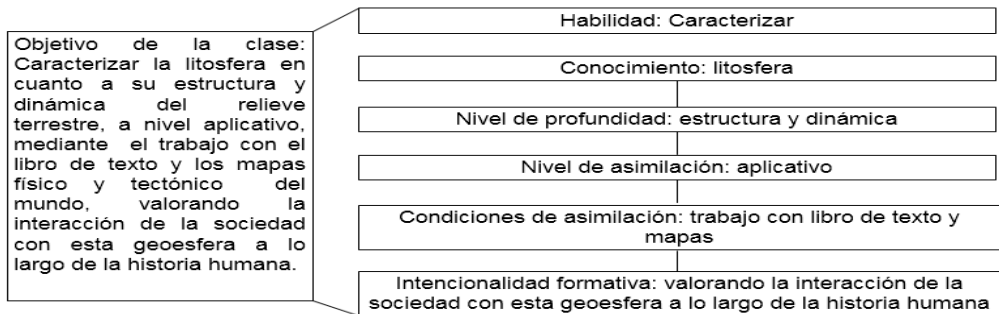 Objetivo de la clase:
Caracterizar la litosfera en
cuanto a su estructura y
dinámica del relieve
terrestre, a nivel aplicativo,
mediante el trabajo con el
libro de texto y los mapas
físico y tectónico del
mundo, valorando la
interacción de la sociedad
con esta geoesfera a lo
largo de la historia humana.
Habilidad: Caracterizar
Conocimiento: litosfera
Nivel de profundidad: estructura y dinámica
Nivel de asimilación: aplicativo
Condiciones de asimilación: trabajo con libro de texto y
mapas
Intencionalidad formativa: valorando la interacción de la
sociedad con esta geoesfera a lo largo de la historia humana